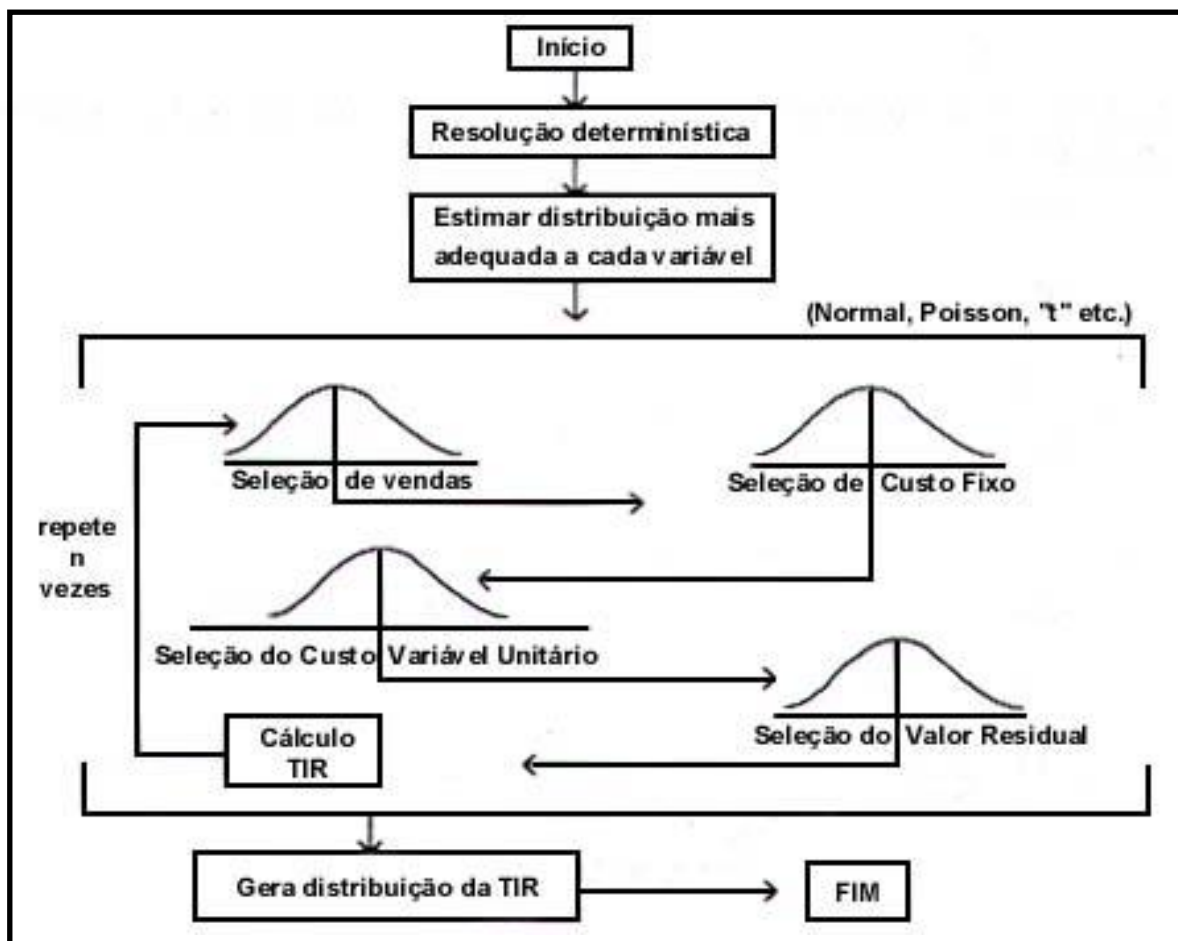 Início
Resolução determinística
Estimar distribuição mais
adequada a cada variável
(Normal, Poisson, "t" etc.)
Seleção de vendas
Seleção de Custo Fixo
repete
n
vezes
Seleção do Custo Variável Unitário
Seleção do Valor Residual
Cálculo
TIR
Gera distribuição da TIR
FIM